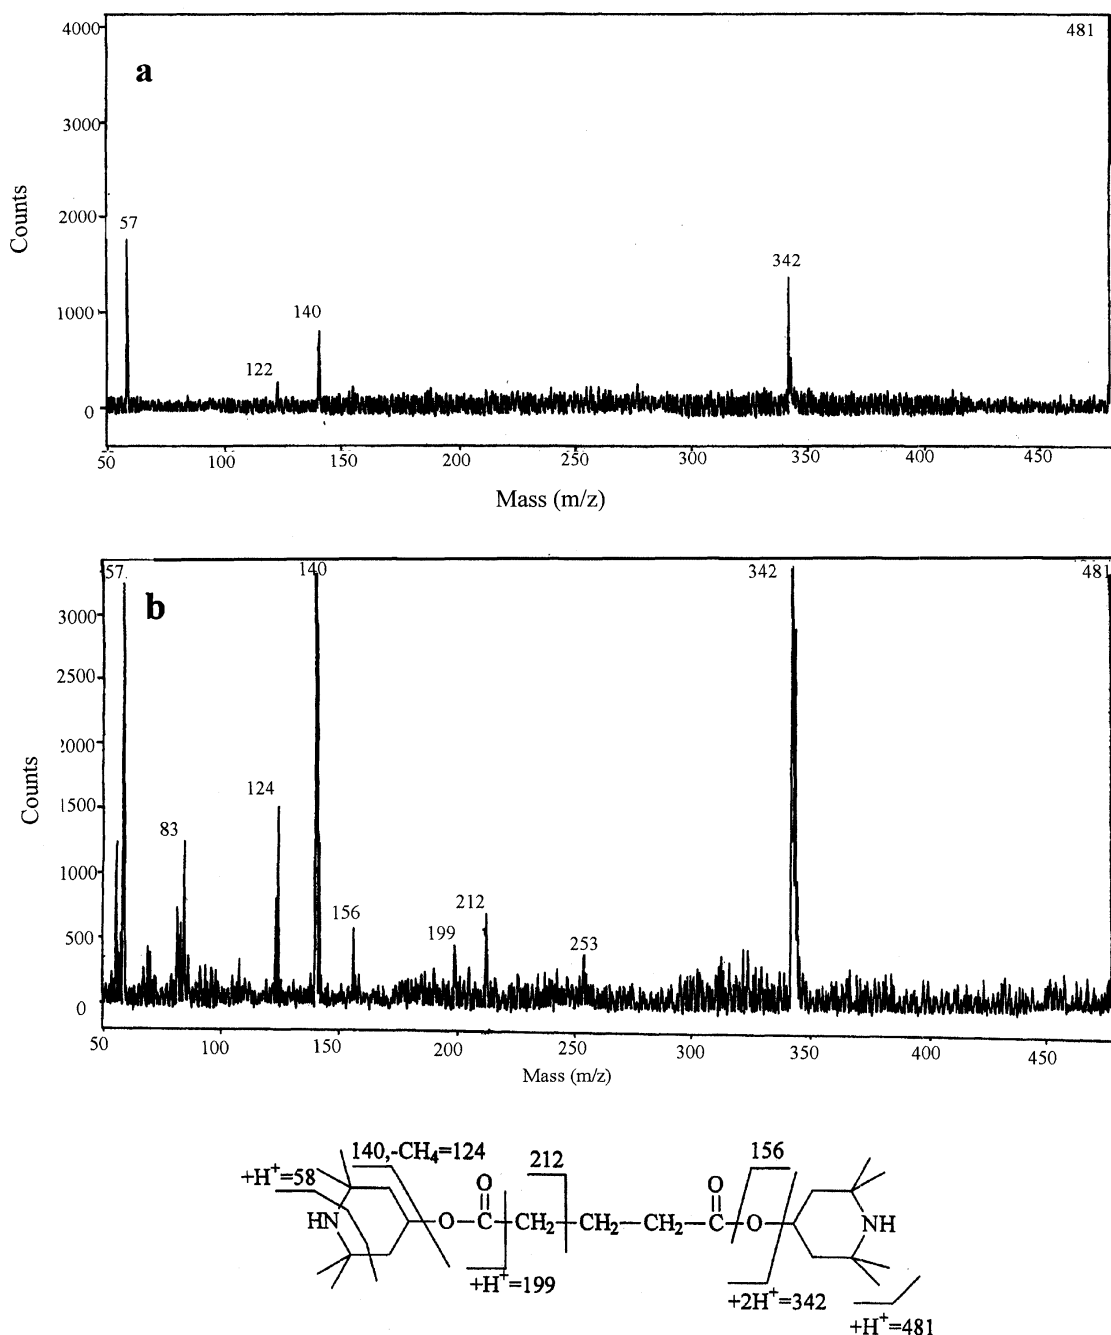 4000
481
a
3000
Counts
2000
57
342
1000
140
122
0
50 100 150 200 250 300 350 400 450
Mass (m/z)
57
140
342
481
b
3000
2500
2000
Counts
1500
124
83
1000
156
199
212
253
500
0
50 100 150 200 250 300 350 400 450
Mass (m/z)
140,-CH₄=124
212
156
+H⁺=58
O
O
HN
O—C—CH₂—CH₂—CH₂—C—O
NH
+H⁺=199
+2H⁺=342
+H⁺=481